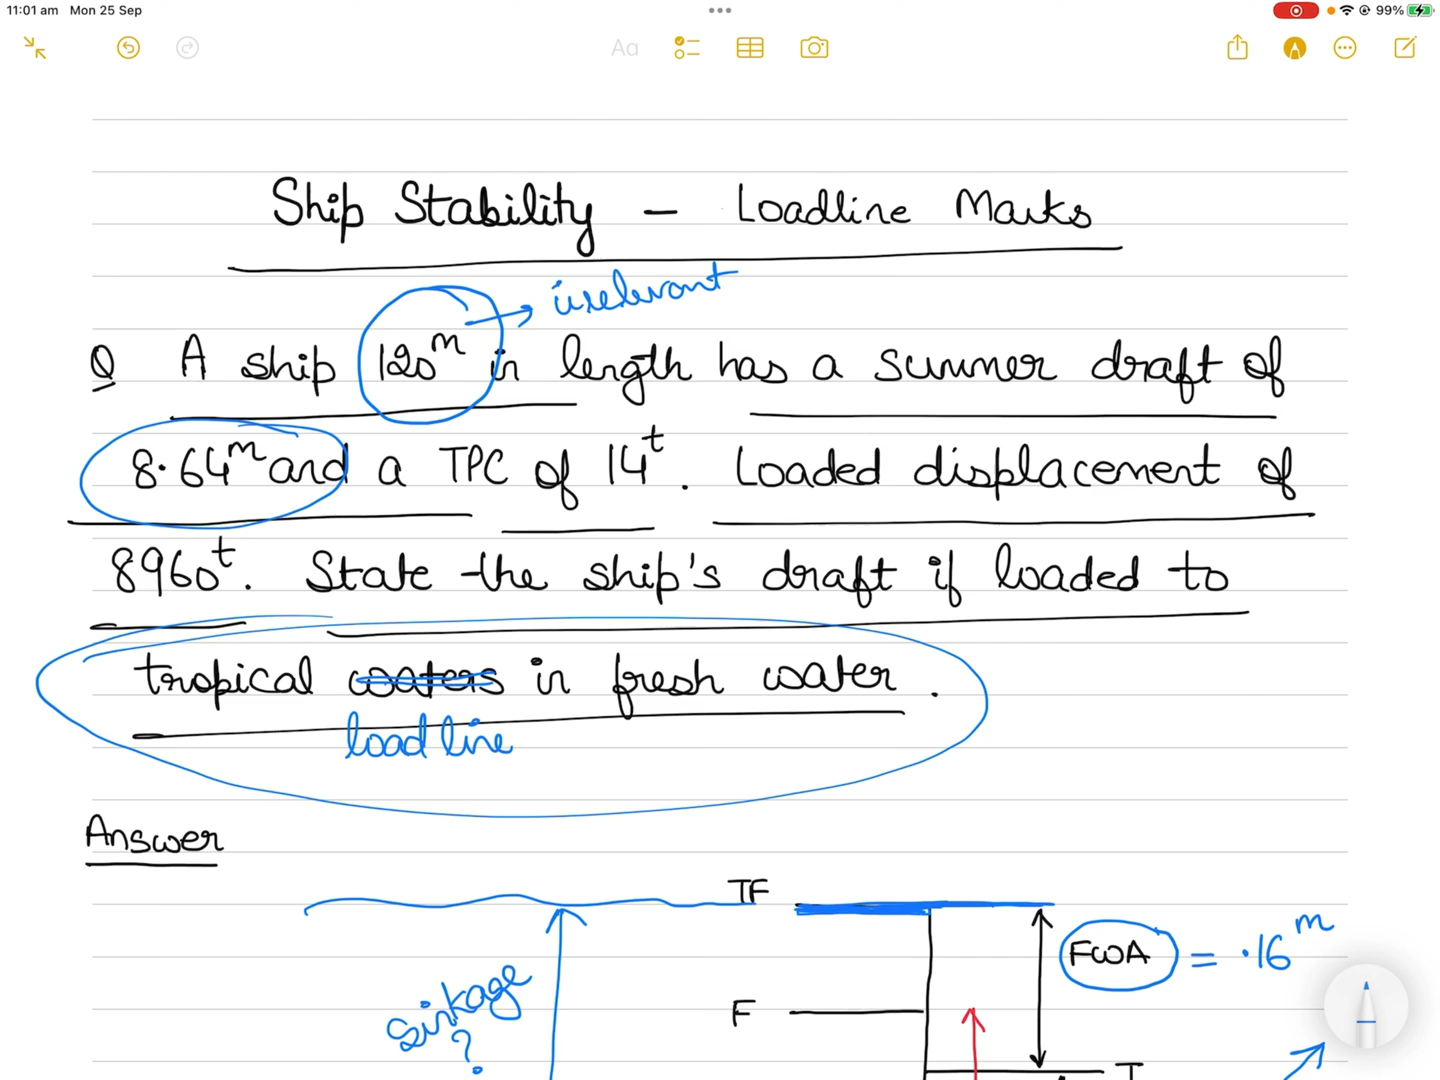 11:01 am Mon 25 Sep
99%
Aa
Ship Stability - Loadline Marks
irrelevant
Q A ship 120m in length has a summer draft of
8.64m and a TPC of 14t. Loaded displacement of
8960t. State the ship's draft if loaded to
tropical waters in fresh water.
load line
Answer
TF
FWA = .16m
sinkage
?
F
T